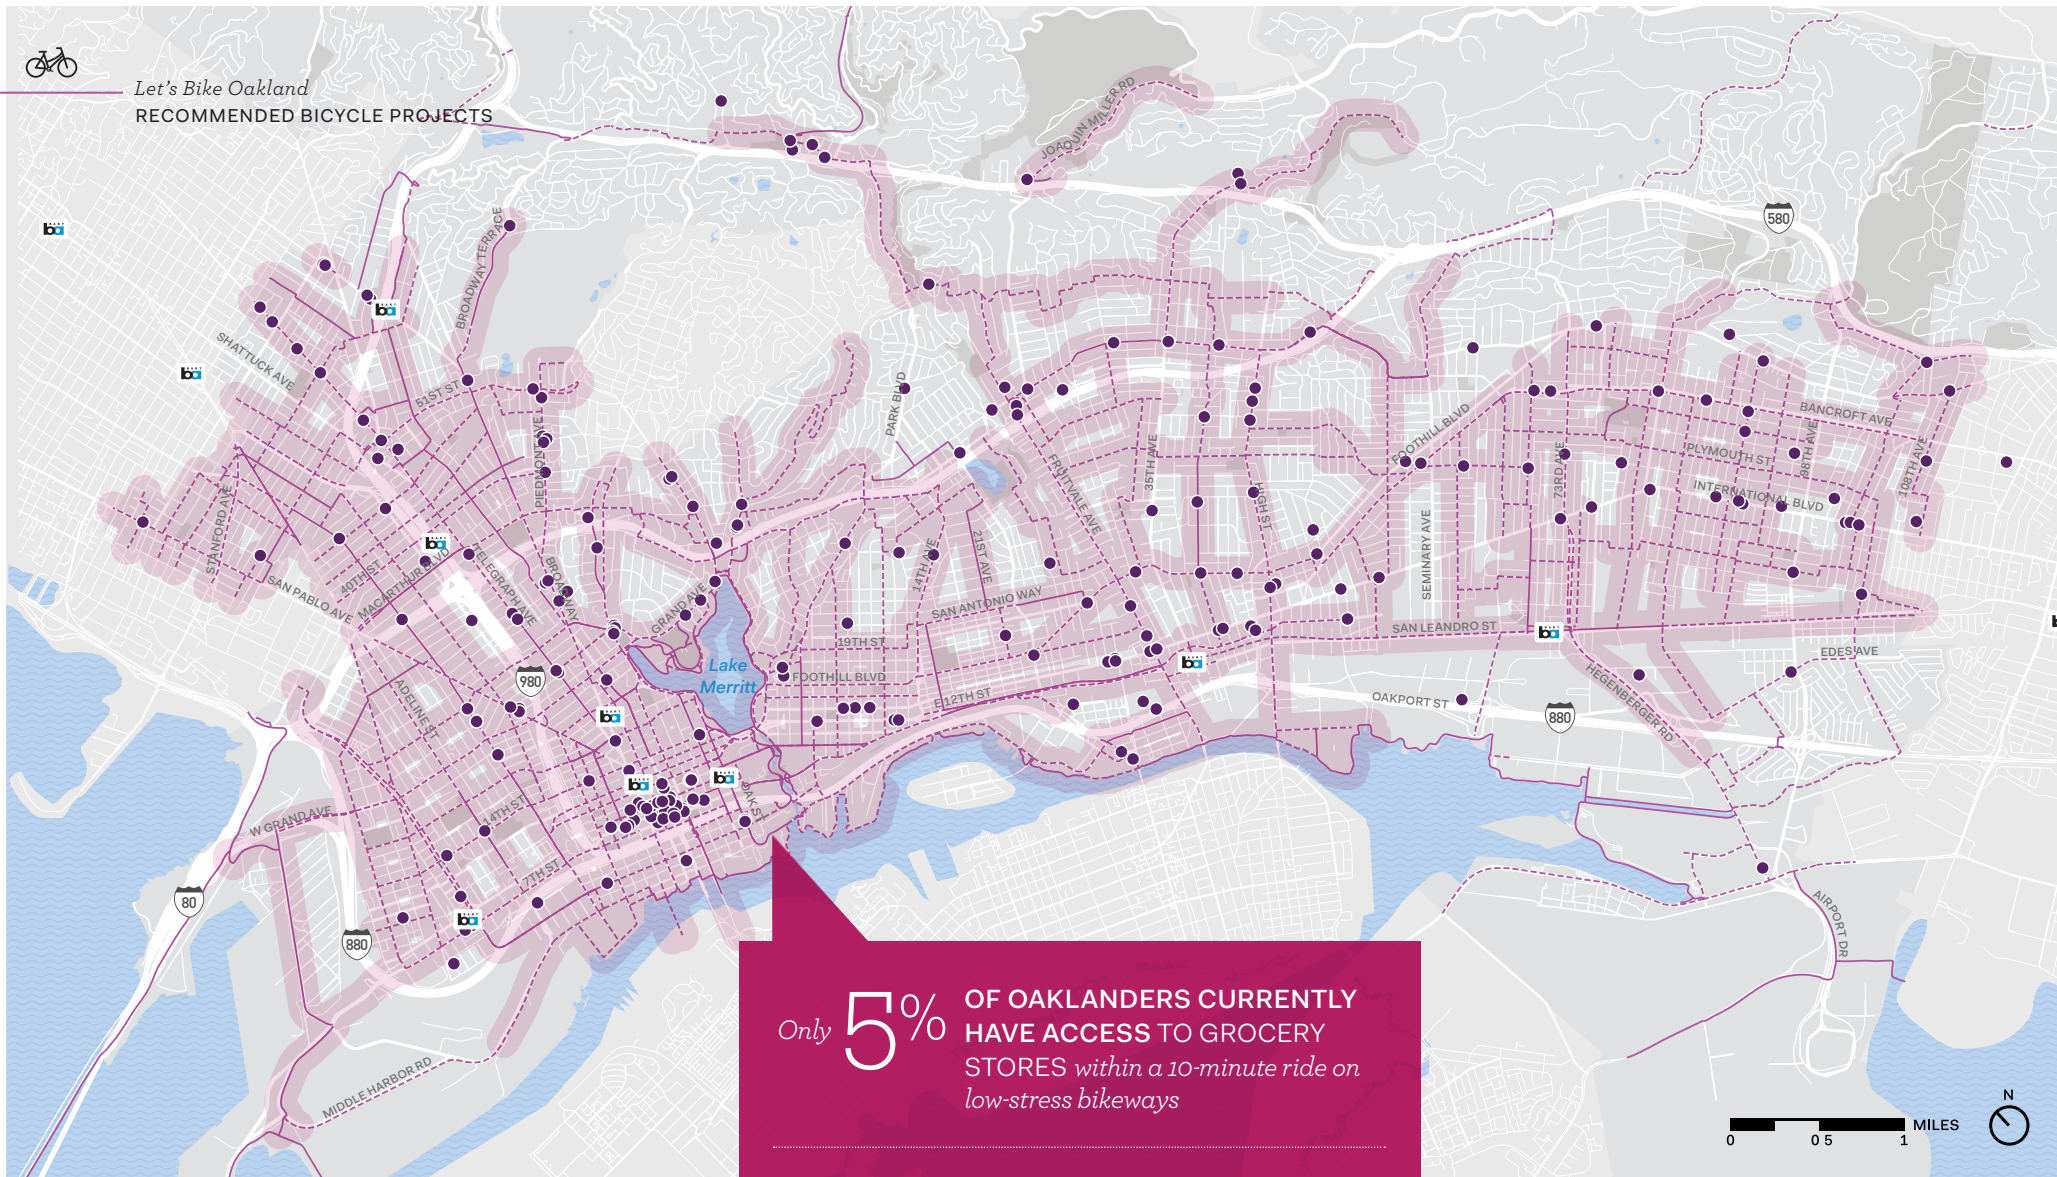 Let's Bike Oakland
RECOMMENDED BICYCLE PROJECTS
JOAQUIN MILLER RD
BROADWAY TERRACE
580
SHATTUCK AVE
51ST ST
PARK BLVD
PIEDMONT AVE
FRUITVALE AVE
35TH AVE
HIGH ST
FOOTHILL BLVD
73RD AVE
BANCROFT AVE
PLYMOUTH ST
98TH AVE
108TH AVE
INTERNATIONAL BLVD
STANFORD AVE
SAN PABLO AVE
40TH ST
MACARTHUR BLVD
TELEGRAPH AVE
BROADWAY
GRAND AVE
14TH AVE
21ST AVE
SAN ANTONIO WAY
SEMINARY AVE
19TH ST
SAN LEANDRO ST
EDES AVE
Lake
Merritt
FOOTHILL BLVD
E 12TH ST
980
ADELINE ST
OAKPORT ST
880
HEGENBERGER RD
OAK ST
14TH ST
W GRAND AVE
7TH ST
80
880
AIRPORT DR
MIDDLE HARBOR RD
Only 5% OF OAKLANDERS CURRENTLY
HAVE ACCESS TO GROCERY
STORES within a 10-minute ride on
low-stress bikeways
N
MILES
0 0 5 1